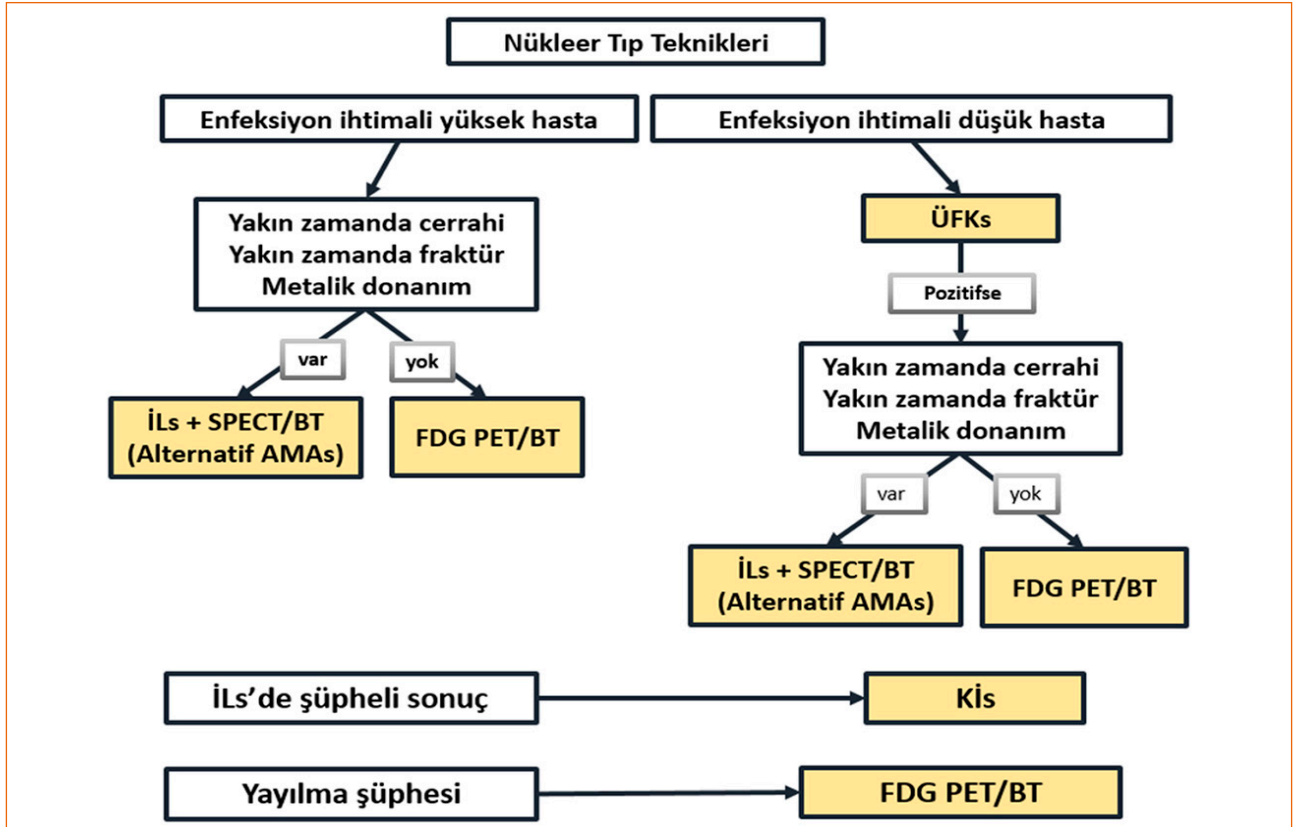 Nükleer Tıp Teknikleri
Enfeksiyon ihtimali yüksek hasta
Enfeksiyon ihtimali düşük hasta
Yakın zamanda cerrahi
Yakın zamanda fraktür
Metalik donanım
var
yok
İLs + SPECT/BT
(Alternatif AMAs)
FDG PET/BT
ÜFKs
Pozitifse
Yakın zamanda cerrahi
Yakın zamanda fraktür
Metalik donanım
var
yok
İLs + SPECT/BT
(Alternatif AMAs)
FDG PET/BT
İLs’de şüpheli sonuç
Kİs
Yayılma şüphesi
FDG PET/BT